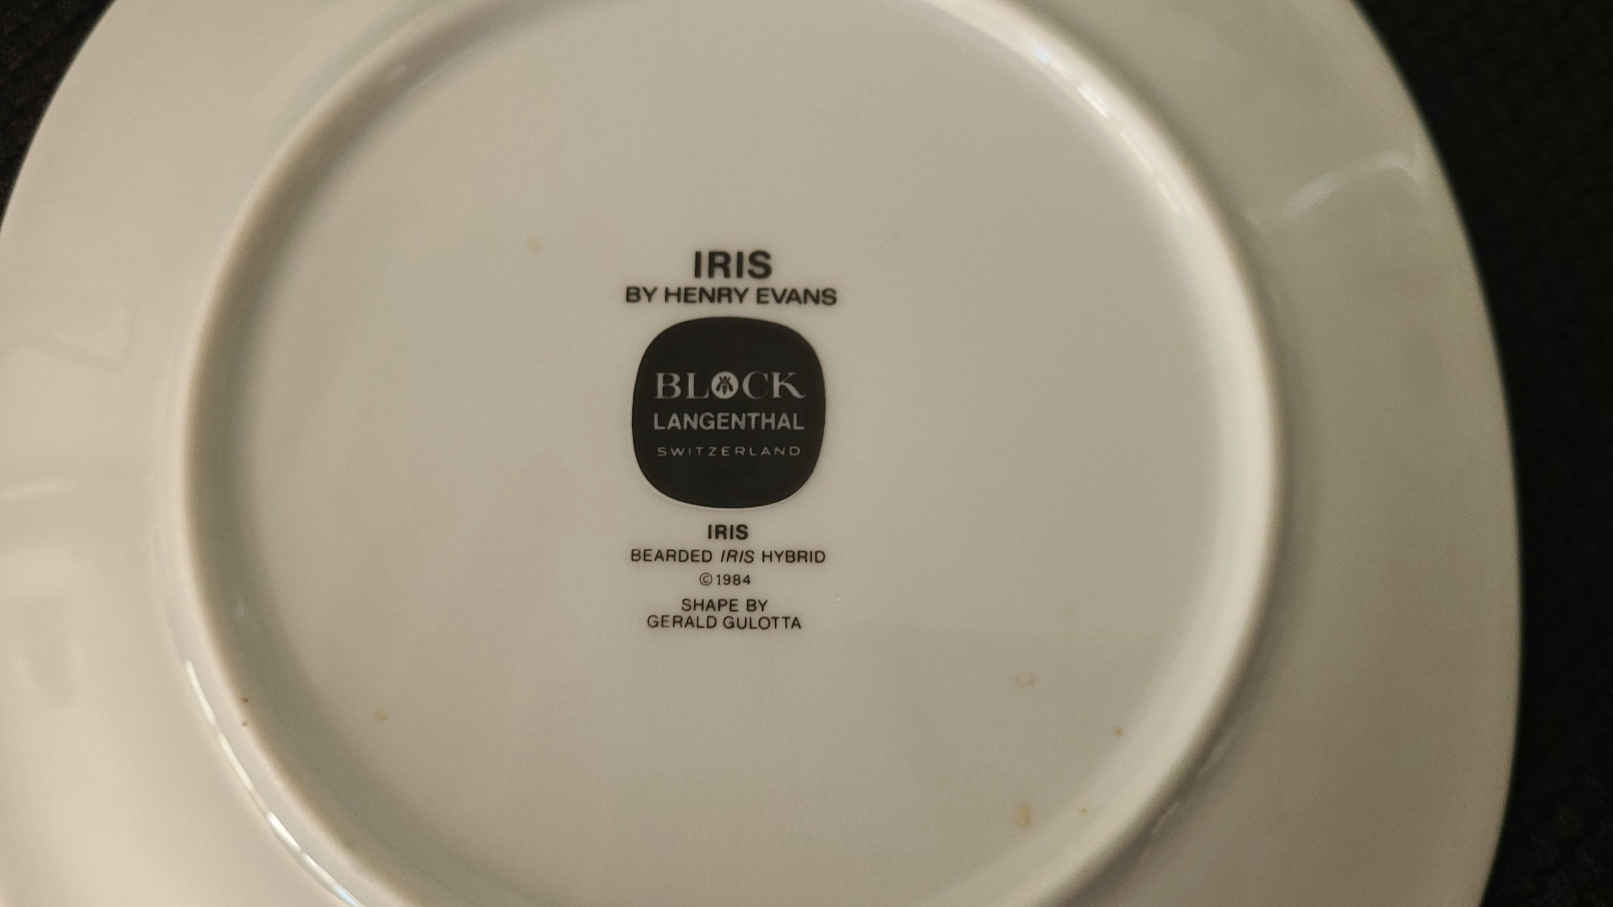 IRIS
BY HENRY EVANS
BLOCK
LANGENTHAL
SWITZERLAND
IRIS
BEARDED IRIS HYBRID
©1984
SHAPE BY
GERALD GULOTTA